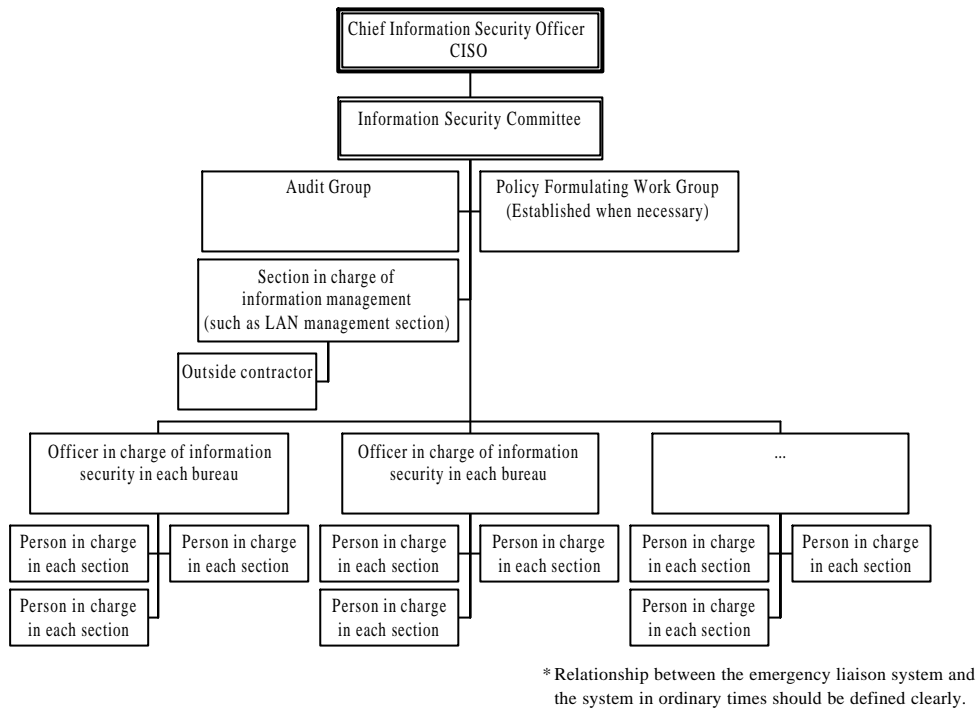 Chief Information Security Officer
CISO
Information Security Committee
Audit Group
Policy Formulating Work Group
(Established when necessary)
Section in charge of
information management
(such as LAN management section)
Outside contractor
Officer in charge of information
security in each bureau
Officer in charge of information
security in each bureau
...
Person in charge
in each section
Person in charge
in each section
Person in charge
in each section
Person in charge
in each section
Person in charge
in each section
Person in charge
in each section
Person in charge
in each section
Person in charge
in each section
Person in charge
in each section
* Relationship between the emergency liaison system and
the system in ordinary times should be defined clearly.